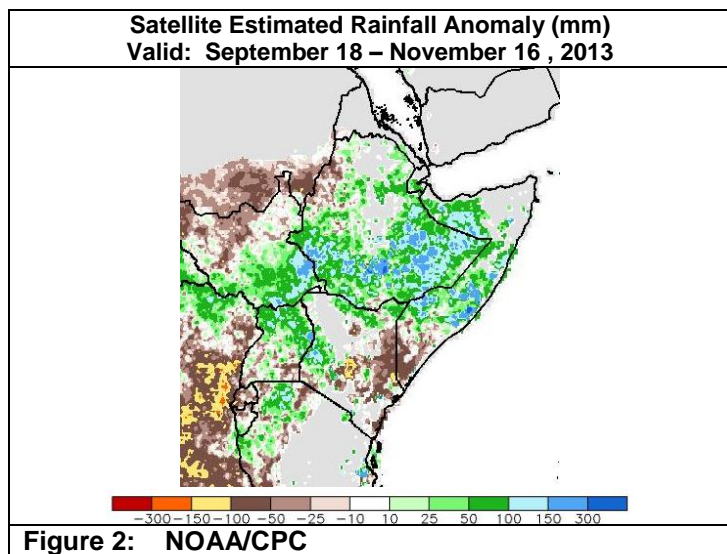 Satellite Estimated Rainfall Anomaly (mm)
Valid: September 18 – November 16 , 2013
-300 -150 -100 -50 -25 -10 10 25 50 100 150 300
Figure 2: NOAA/CPC